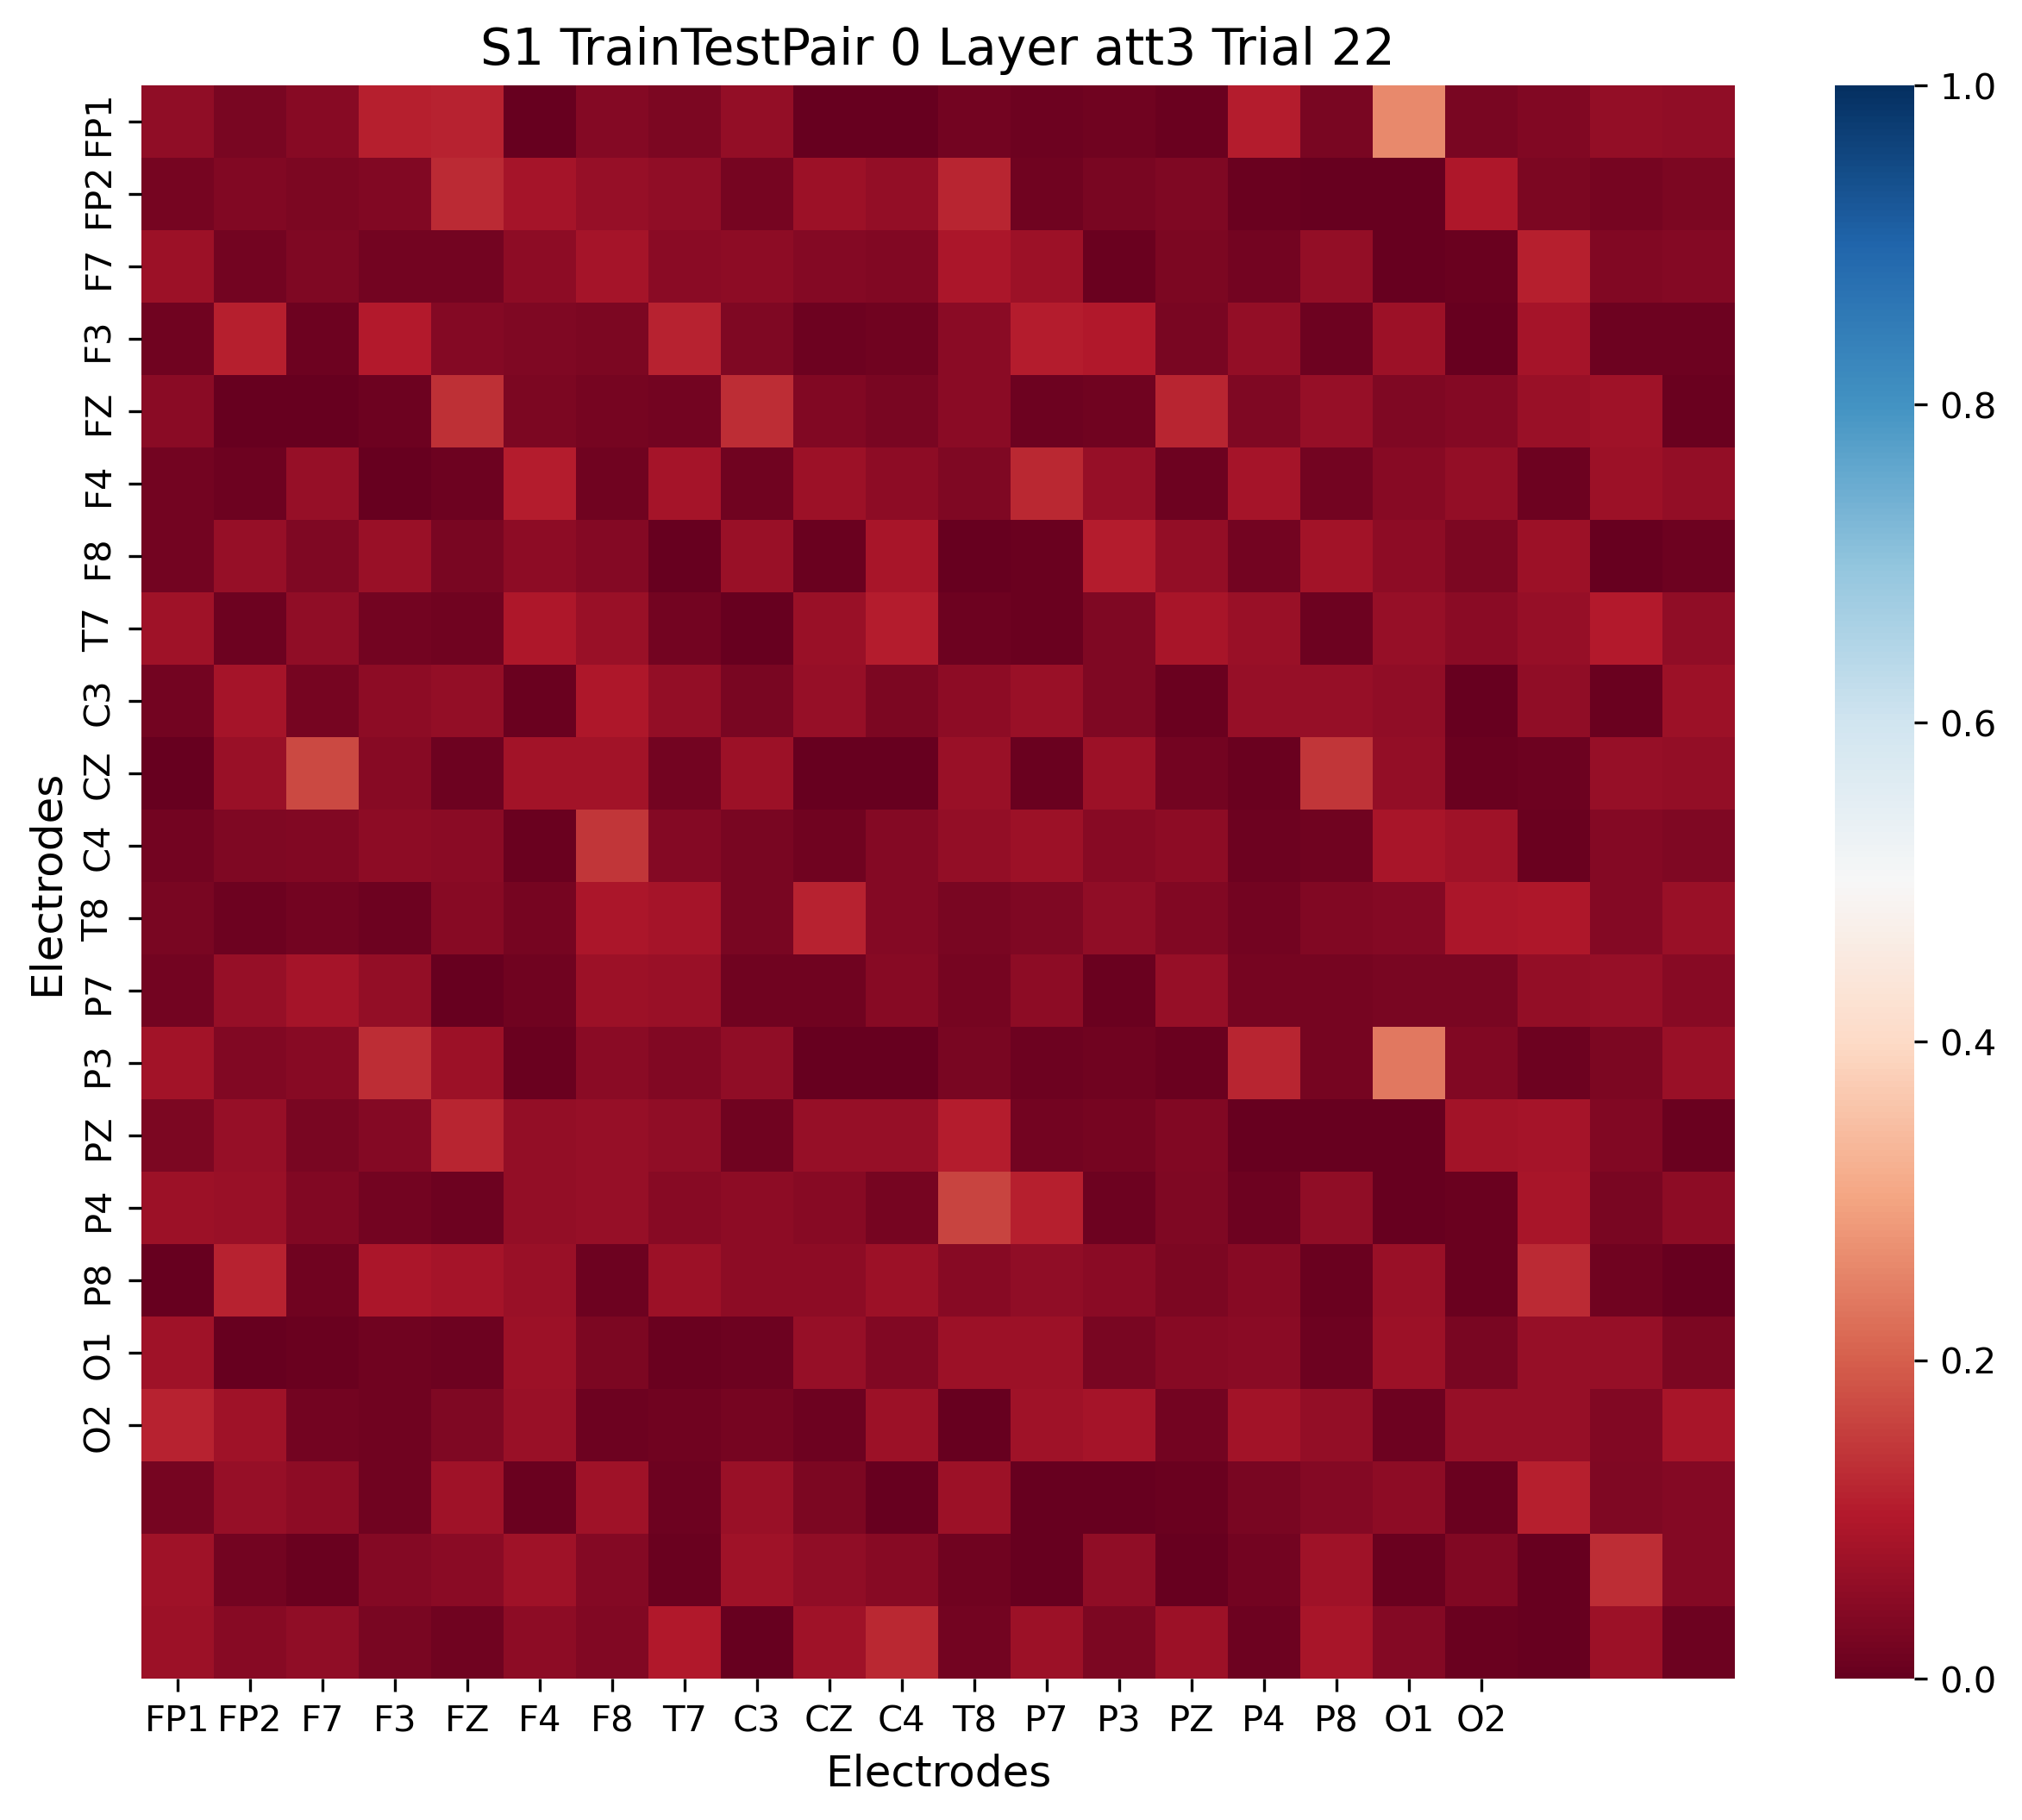 S1 TrainTestPair 0 Layer att3 Trial 22
Electrodes
FP1
FP2
F7
F3
FZ
F4
F8
T7
C3
CZ
C4
T8
P7
P3
PZ
P4
P8
O1
O2
FP1 FP2 F7 F3 FZ F4 F8 T7 C3 CZ C4 T8 P7 P3 PZ P4 P8 O1 O2
Electrodes
1.0
0.8
0.6
0.4
0.2
0.0